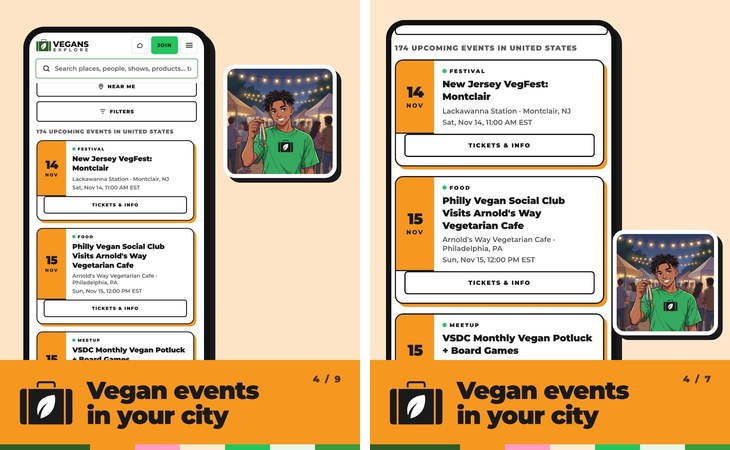 VEGANS
EXPLORE
JOIN
Search places, people, shows, products...
NEAR ME
FILTERS
174 UPCOMING EVENTS IN UNITED STATES
14
NOV
FESTIVAL
New Jersey VegFest:
Montclair
Lackawanna Station · Montclair, NJ
Sat, Nov 14, 11:00 AM EST
TICKETS & INFO
15
NOV
FOOD
Philly Vegan Social Club
Visits Arnold's Way
Vegetarian Cafe
Arnold's Way Vegetarian Cafe ·
Philadelphia, PA
Sun, Nov 15, 12:00 PM EST
TICKETS & INFO
15
MEETUP
VSDC Monthly Vegan Potluck
+ Board Games
Vegan events
in your city
4 / 9
174 UPCOMING EVENTS IN UNITED STATES
14
NOV
FESTIVAL
New Jersey VegFest:
Montclair
Lackawanna Station · Montclair, NJ
Sat, Nov 14, 11:00 AM EST
TICKETS & INFO
15
NOV
FOOD
Philly Vegan Social Club
Visits Arnold's Way
Vegetarian Cafe
Arnold's Way Vegetarian Cafe ·
Philadelphia, PA
Sun, Nov 15, 12:00 PM EST
TICKETS & INFO
15
MEETUP
VSDC Monthly Vegan Potluck
+ Board Games
Vegan events
in your city
4 / 7